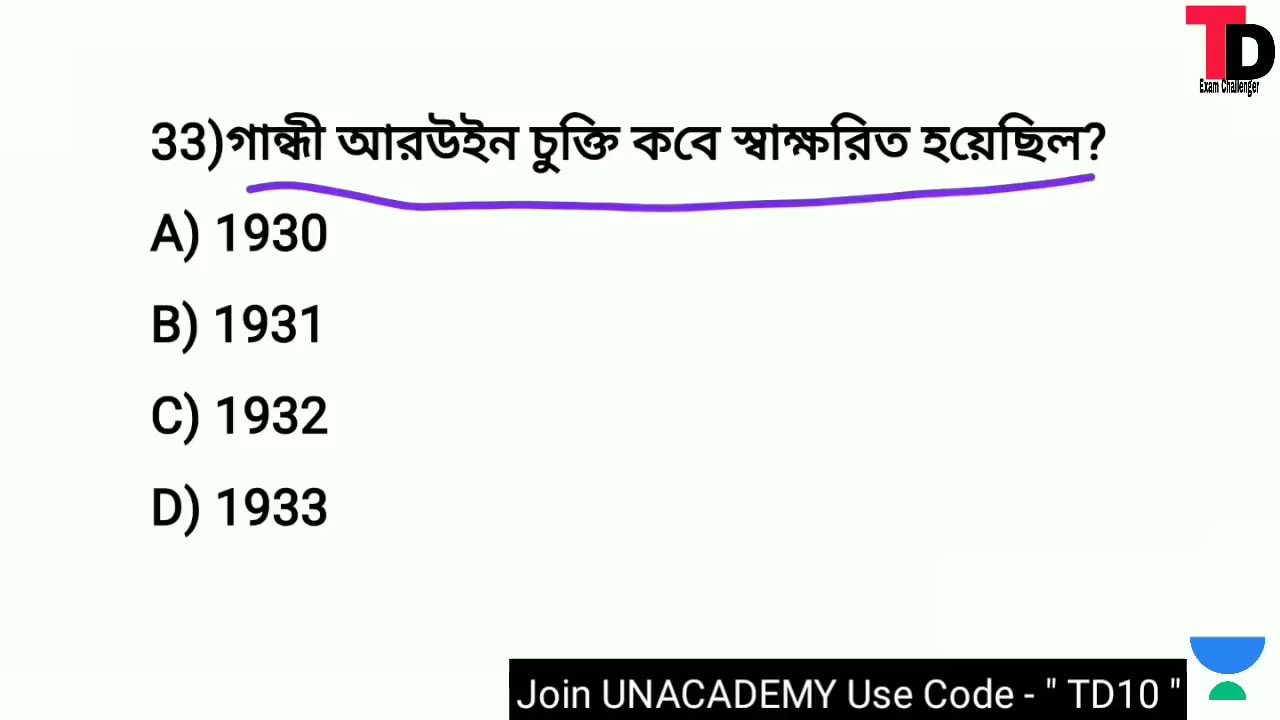 TD
Exam Challenger
33)গান্ধী আরউইন চুক্তি কবে স্বাক্ষরিত হয়েছিল?
A) 1930
B) 1931
C) 1932
D) 1933
Join UNACADEMY Use Code - " TD10 "